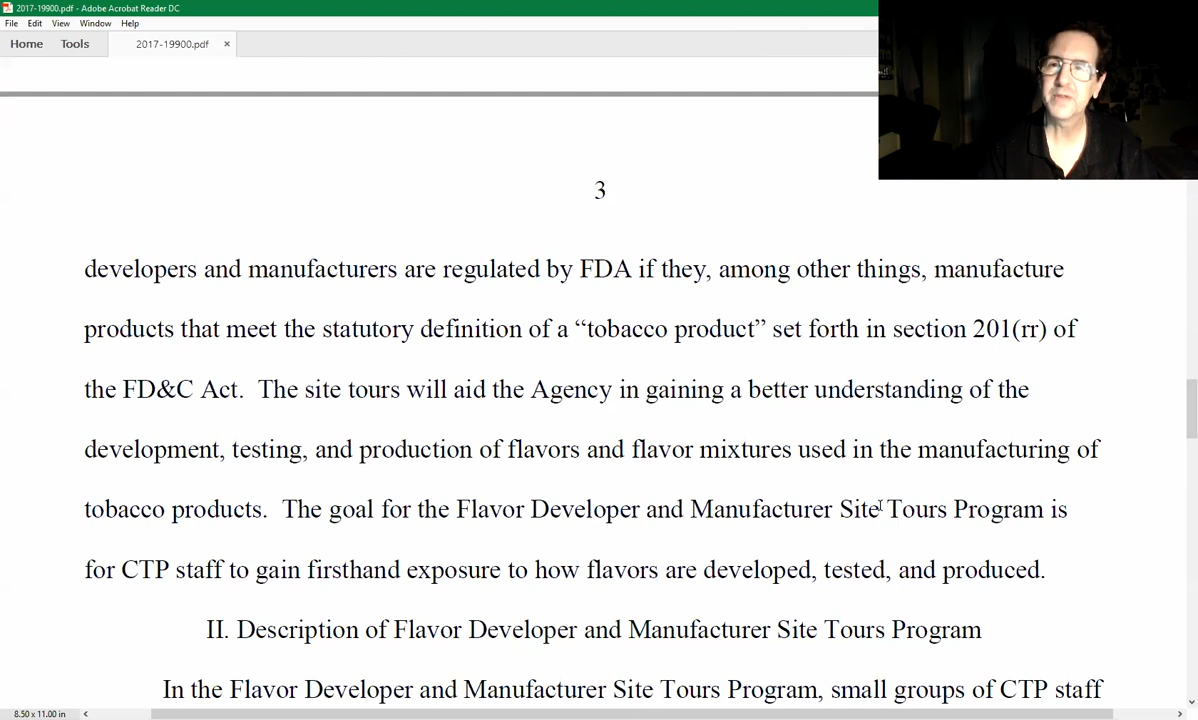 2017-19900.pdf - Adobe Acrobat Reader DC
File Edit View Window Help
Home Tools 2017-19900.pdf ×
3
developers and manufacturers are regulated by FDA if they, among other things, manufacture
products that meet the statutory definition of a “tobacco product” set forth in section 201(rr) of
the FD&C Act. The site tours will aid the Agency in gaining a better understanding of the
development, testing, and production of flavors and flavor mixtures used in the manufacturing of
tobacco products. The goal for the Flavor Developer and Manufacturer Site Tours Program is
for CTP staff to gain firsthand exposure to how flavors are developed, tested, and produced.
II. Description of Flavor Developer and Manufacturer Site Tours Program
In the Flavor Developer and Manufacturer Site Tours Program, small groups of CTP staff
8.50 x 11.00 in